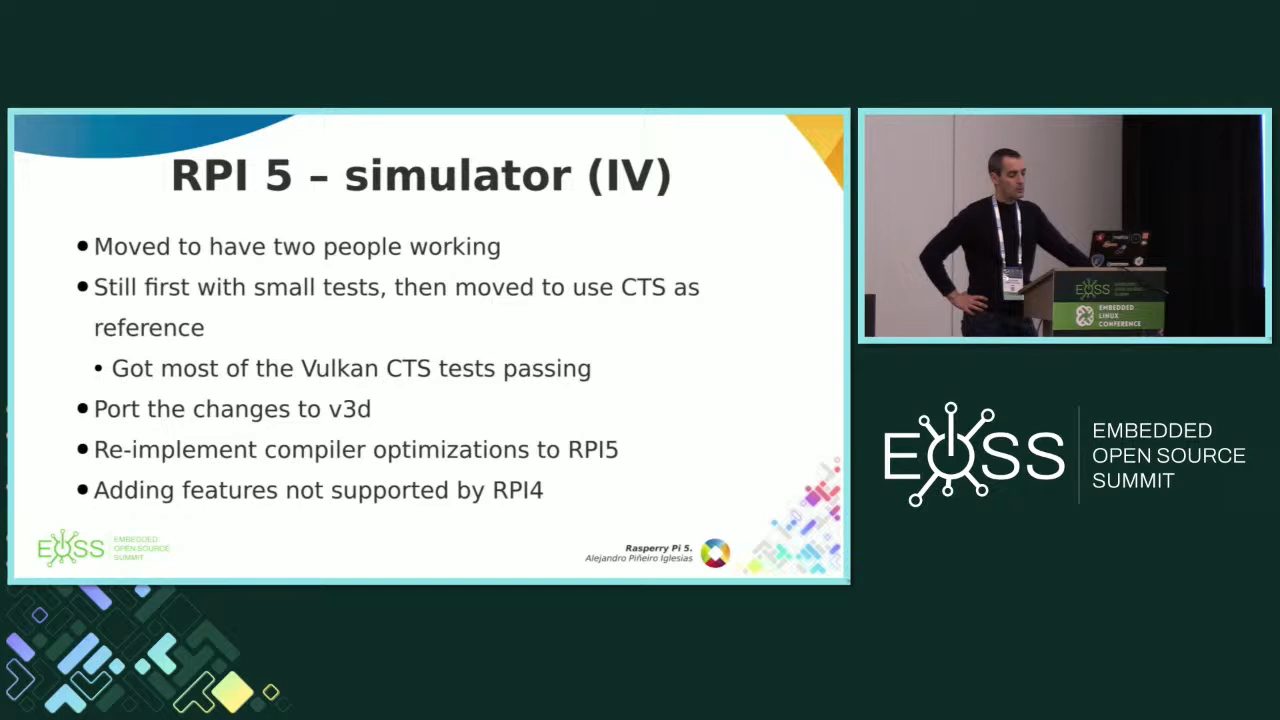 RPI 5 – simulator (IV)
Moved to have two people working
Still first with small tests, then moved to use CTS as
reference
Got most of the Vulkan CTS tests passing
Port the changes to v3d
Re-implement compiler optimizations to RPI5
Adding features not supported by RPI4
EOSS
EMBEDDED
OPEN SOURCE
SUMMIT
Rasperry Pi 5.
Alejandro Piñeiro Iglesias
EOSS
EMBEDDED
LINUX
CONFERENCE
EOSS
EMBEDDED
OPEN SOURCE
SUMMIT